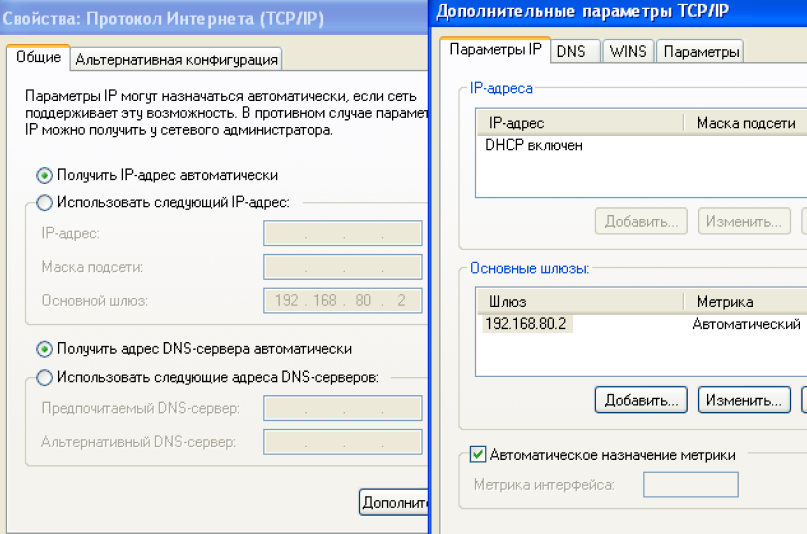 Свойства: Протокол Интернета (TCP/IP)
Общие
Альтернативная конфигурация
Параметры IP могут назначаться автоматически, если сеть
поддерживает эту возможность. В противном случае парамет
IP можно получить у сетевого администратора.
Получить IP-адрес автоматически
Использовать следующий IP-адрес:
IP-адрес:
Маска подсети:
Основной шлюз:
192 . 168 . 80 . 2
Получить адрес DNS-сервера автоматически
Использовать следующие адреса DNS-серверов:
Предпочитаемый DNS-сервер:
Альтернативный DNS-сервер:
Дополнит
Дополнительные параметры TCP/IP
Параметры IP
DNS
WINS
Параметры
IP-адреса
IP-адрес
Маска подсети
DHCP включен
Добавить...
Изменить...
Основные шлюзы:
Шлюз
Метрика
192.168.80.2
Автоматический
Добавить...
Изменить...
Автоматическое назначение метрики
Метрика интерфейса: